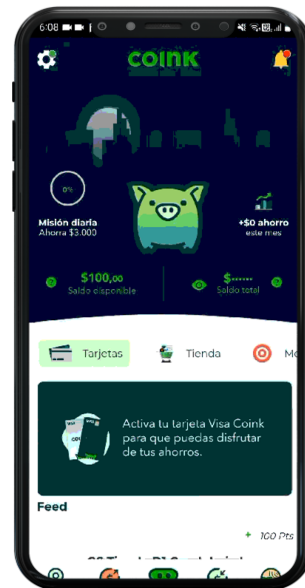 6:08
COINK
0%
Misión diaria
Ahorra $3.000
+$0 ahorro
este mes
$100,00
Saldo disponible
$······
Saldo total
Tarjetas
Tienda
Activa tu tarjeta Visa Coink
para que puedas disfrutar
de tus ahorros.
Feed
+ 100 Pts